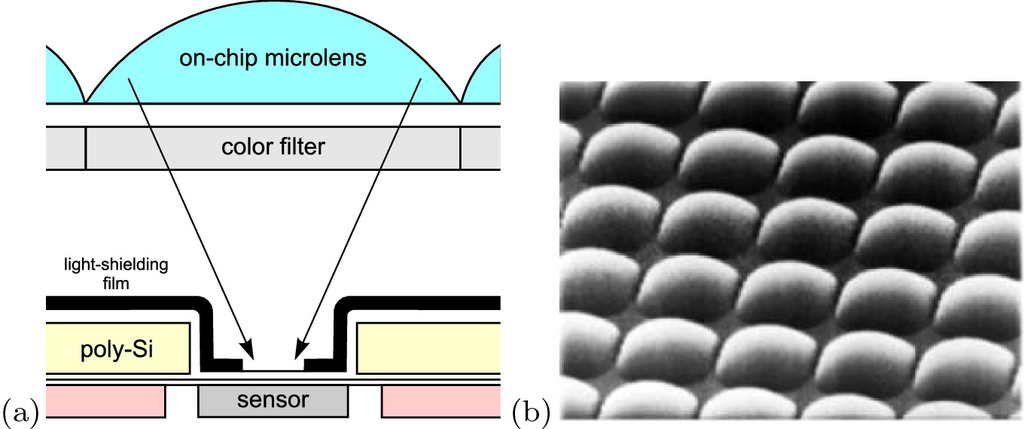 on-chip microlens
color filter
light-shielding
film
poly-Si
sensor
(a)
(b)